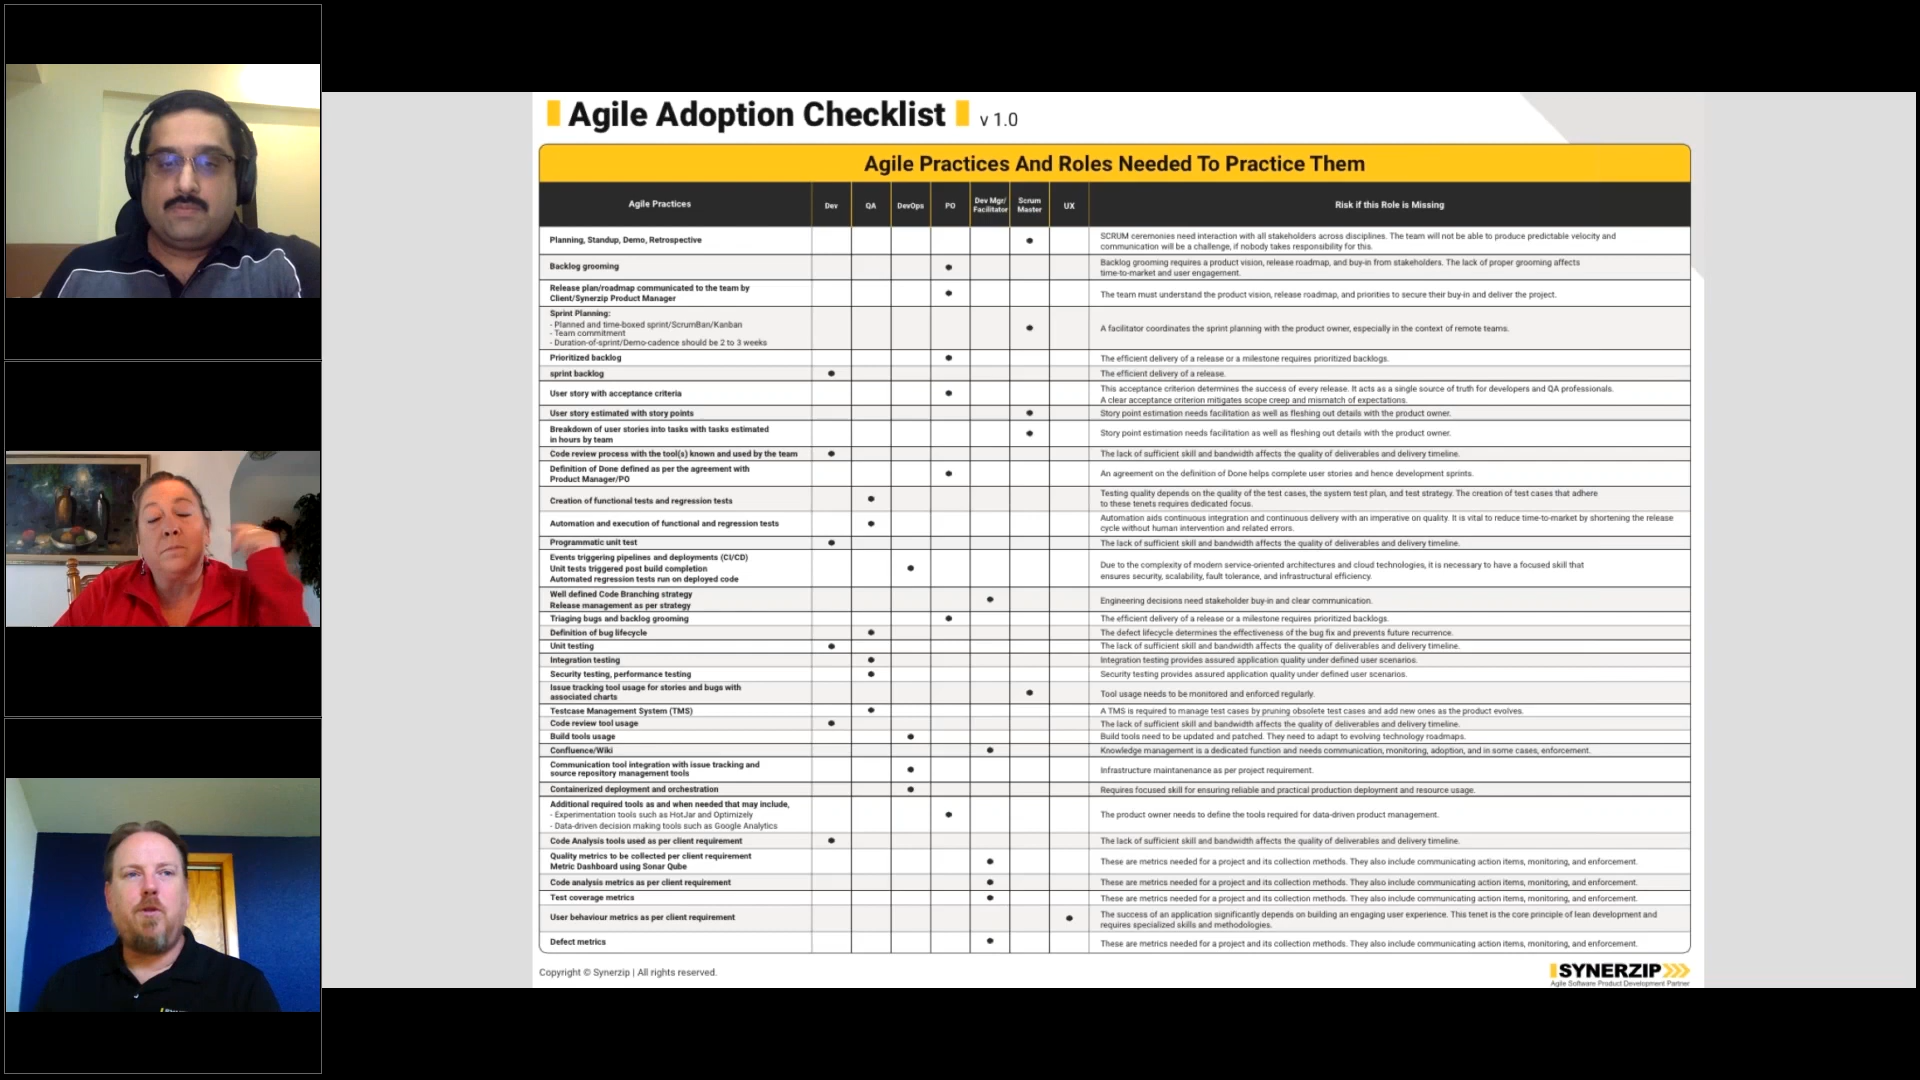 Agile Adoption Checklist v 1.0
Agile Practices And Roles Needed To Practice Them
Agile Practices Dev QA DevOps PO Dev Mgr/ Facilitator Scrum Master UX Risk if this Role is Missing
Planning, Standup, Demo, Retrospective
SCRUM ceremonies need interaction with all stakeholders across disciplines. The team will not be able to produce predictable velocity and
communication will be a challenge, if nobody takes responsibility for this.
Backlog grooming
Backlog grooming requires a product vision, release roadmap, and buy-in from stakeholders. The lack of proper grooming affects
time-to-market and user engagement.
Release plan/roadmap communicated to the team by
Client/Synerzip Product Manager
The team must understand the product vision, release roadmap, and priorities to secure their buy-in and deliver the project.
Sprint Planning:
- Planned and time-boxed sprint/ScrumBan/Kanban
- Team commitment
- Duration-of-sprint/Demo-cadence should be 2 to 3 weeks
A facilitator coordinates the sprint planning with the product owner, especially in the context of remote teams.
Prioritized backlog
The efficient delivery of a release or a milestone requires prioritized backlogs.
sprint backlog
The efficient delivery of a release.
User story with acceptance criteria
This acceptance criterion determines the success of every release. It acts as a single source of truth for developers and QA professionals.
A clear acceptance criterion mitigates scope creep and mismatch of expectations.
User story estimated with story points
Story point estimation needs facilitation as well as fleshing out details with the product owner.
Breakdown of user stories into tasks with tasks estimated
in hours by team
Story point estimation needs facilitation as well as fleshing out details with the product owner.
Code review process with the tool(s) known and used by the team
The lack of sufficient skill and bandwidth affects the quality of deliverables and delivery timeline.
Definition of Done defined as per the agreement with
Product Manager/PO
An agreement on the definition of Done helps complete user stories and hence development sprints.
Creation of functional tests and regression tests
Testing quality depends on the quality of the test cases, the system test plan, and test strategy. The creation of test cases that adhere
to these tenets requires dedicated focus.
Automation and execution of functional and regression tests
Automation aids continuous integration and continuous delivery with an imperative on quality. It is vital to reduce time-to-market by shortening the release
cycle without human intervention and related errors.
Programmatic unit test
The lack of sufficient skill and bandwidth affects the quality of deliverables and delivery timeline.
Events triggering pipelines and deployments (CI/CD)
Unit tests triggered post build completion
Automated regression tests run on deployed code
Due to the complexity of modern service-oriented architectures and cloud technologies, it is necessary to have a focused skill that
ensures security, scalability, fault tolerance, and infrastructural efficiency.
Well defined Code Branching strategy
Release management as per strategy
Engineering decisions need stakeholder buy-in and clear communication.
Triaging bugs and backlog grooming
The efficient delivery of a release or a milestone requires prioritized backlogs.
Definition of bug lifecycle
The defect lifecycle determines the effectiveness of the bug fix and prevents future recurrence.
Unit testing
The lack of sufficient skill and bandwidth affects the quality of deliverables and delivery timeline.
Integration testing
Integration testing provides assured application quality under defined user scenarios.
Security testing, performance testing
Security testing provides assured application quality under defined user scenarios.
Issue tracking tool usage for stories and bugs with
associated charts
Tool usage needs to be monitored and enforced regularly.
Testcase Management System (TMS)
A TMS is required to manage test cases by pruning obsolete test cases and add new ones as the product evolves.
Code review tool usage
The lack of sufficient skill and bandwidth affects the quality of deliverables and delivery timeline.
Build tools usage
Build tools need to be updated and patched. They need to adapt to evolving technology roadmaps.
Confluence/Wiki
Knowledge management is a dedicated function and needs communication, monitoring, adoption, and in some cases, enforcement.
Communication tool integration with issue tracking and
source repository management tools
Infrastructure maintanenance as per project requirement.
Containerized deployment and orchestration
Requires focused skill for ensuring reliable and practical production deployment and resource usage.
Additional required tools as and when needed that may include,
- Experimentation tools such as HotJar and Optimizely
- Data-driven decision making tools such as Google Analytics
The product owner needs to define the tools required for data-driven product management.
Code Analysis tools used as per client requirement
The lack of sufficient skill and bandwidth affects the quality of deliverables and delivery timeline.
Quality metrics to be collected per client requirement
Metric Dashboard using Sonar Qube
These are metrics needed for a project and its collection methods. They also include communicating action items, monitoring, and enforcement.
Code analysis metrics as per client requirement
These are metrics needed for a project and its collection methods. They also include communicating action items, monitoring, and enforcement.
Test coverage metrics
These are metrics needed for a project and its collection methods. They also include communicating action items, monitoring, and enforcement.
User behaviour metrics as per client requirement
The success of an application significantly depends on building an engaging user experience. This tenet is the core principle of lean development and
requires specialized skills and methodologies.
Defect metrics
These are metrics needed for a project and its collection methods. They also include communicating action items, monitoring, and enforcement.
Copyright © Synerzip | All rights reserved.
SYNERZIP
Agile Software Product Development Partner